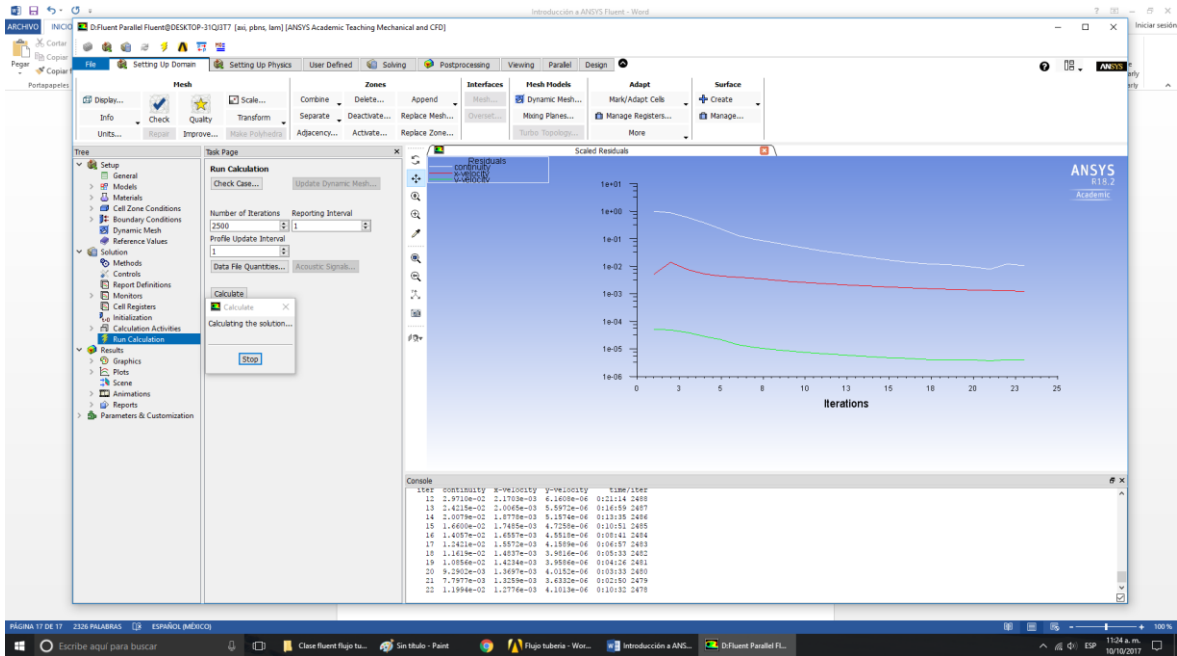 Introducción a ANSYS Fluent - Word
ARCHIVO INICIO
Iniciar sesión
Pegar
Cortar
Copiar
Copiar f
Portapapeles
D:Fluent Parallel Fluent@DESKTOP-31QJ3T7 [axi, pbns, lam] [ANSYS Academic Teaching Mechanical and CFD]
File Setting Up Domain Setting Up Physics User Defined Solving Postprocessing Viewing Parallel Design
ANSYS
Mesh Zones Interfaces Mesh Models Adapt Surface
Display... Scale... Combine Delete... Append Mesh... Dynamic Mesh... Mark/Adapt Cells Create
Info Check Quality Transform Separate Deactivate... Replace Mesh... Overset... Mixing Planes... Manage Registers... Manage...
Units... Repair Improve... Make Polyhedra Adjacency... Activate... Replace Zone... Turbo Topology... More
Tree
Setup
General
Models
Materials
Cell Zone Conditions
Boundary Conditions
Dynamic Mesh
Reference Values
Solution
Methods
Controls
Report Definitions
Monitors
Cell Registers
Initialization
Calculation Activities
Run Calculation
Results
Graphics
Plots
Scene
Animations
Reports
Parameters & Customization
Task Page
Run Calculation
Check Case... Update Dynamic Mesh...
Number of Iterations Reporting Interval
2500 1
Profile Update Interval
1
Data File Quantities... Acoustic Signals...
Calculate
Calculate
Calculating the solution...
Stop
Scaled Residuals
Residuals
continuity
x-velocity
y-velocity
ANSYS
R18.2
Academic
1e+01
1e+00
1e-01
1e-02
1e-03
1e-04
1e-05
1e-06
0 3 5 8 10 13 15 18 20 23 25
Iterations
Console
iter continuity x-velocity y-velocity time/iter
12 2.9710e-02 2.1703e-03 6.1608e-06 0:21:14 2488
13 2.4215e-02 2.0065e-03 5.5972e-06 0:16:59 2487
14 2.0079e-02 1.8778e-03 5.1574e-06 0:13:35 2486
15 1.6600e-02 1.7485e-03 4.7258e-06 0:10:51 2485
16 1.4057e-02 1.6557e-03 4.5518e-06 0:08:41 2484
17 1.2421e-02 1.5572e-03 4.1589e-06 0:06:57 2483
18 1.1619e-02 1.4837e-03 3.9816e-06 0:05:33 2482
19 1.0856e-02 1.4234e-03 3.9586e-06 0:04:26 2481
20 9.2902e-03 1.3697e-03 4.0152e-06 0:03:33 2480
21 7.7977e-03 1.3259e-03 3.6332e-06 0:02:50 2479
22 1.1994e-02 1.2776e-03 4.1013e-06 0:10:32 2478
PÁGINA 17 DE 17 2326 PALABRAS ESPAÑOL (MÉXICO)
100 %
Escribe aquí para buscar
Clase fluent flujo tu... Sin título - Paint Flujo tuberia - Wor... Introducción a ANS... D:Fluent Parallel Fl...
ESP
11:24 a. m.
10/10/2017